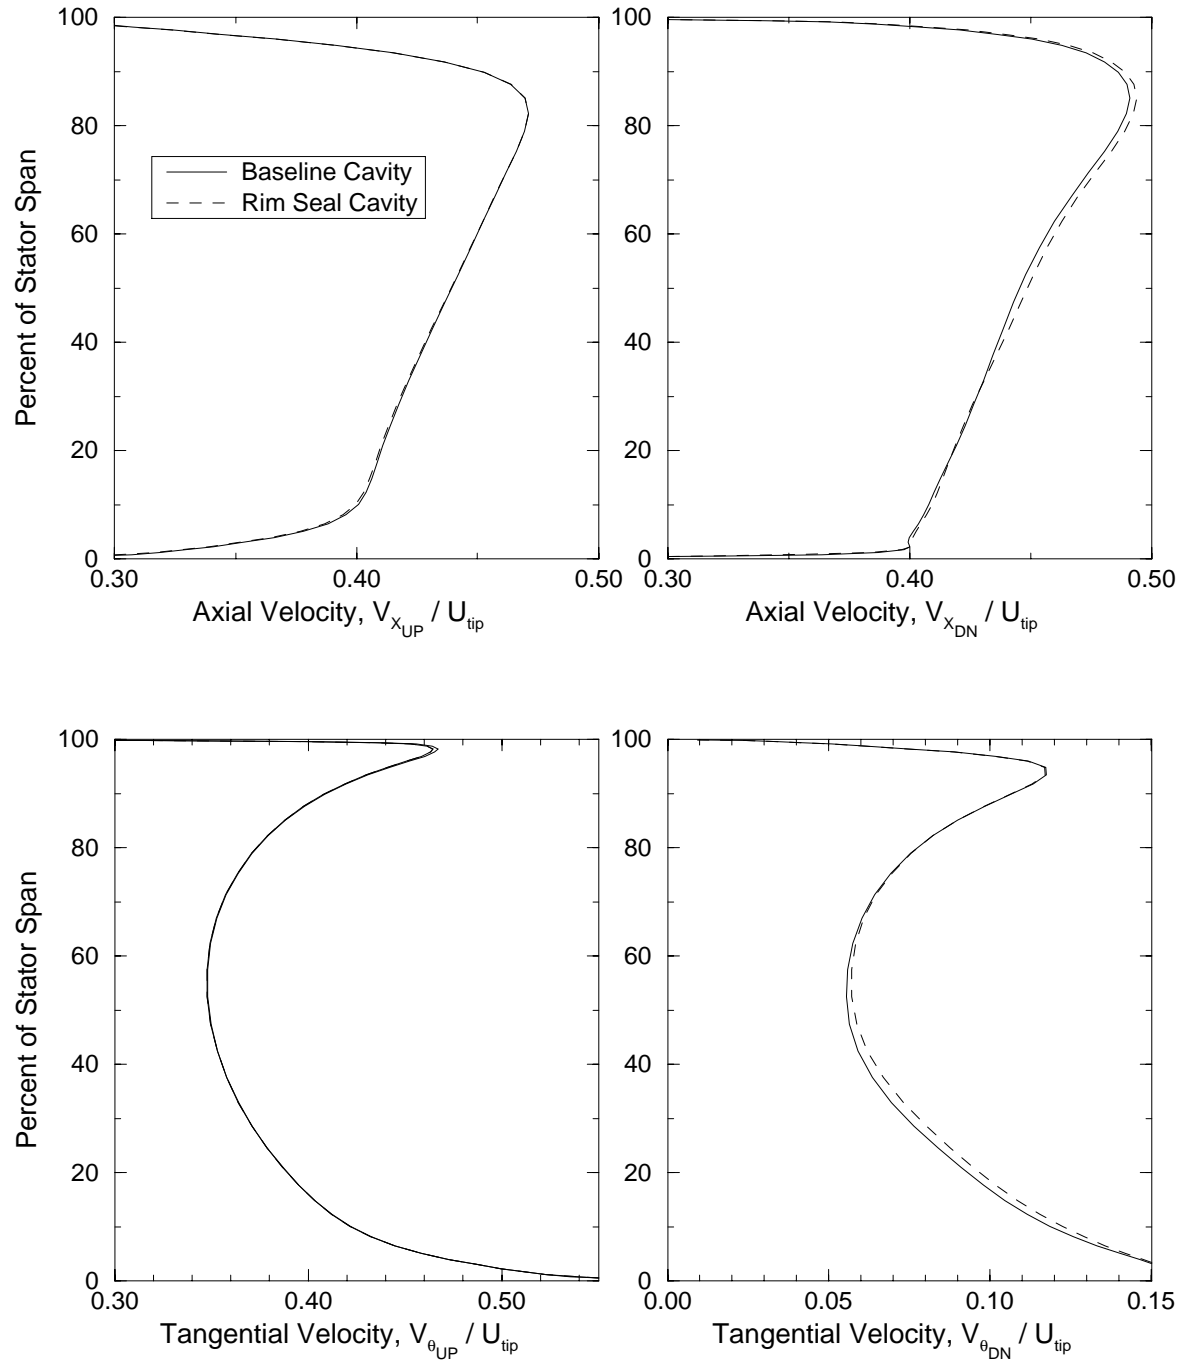 100
80
60
40
20
0
Percent of Stator Span
Baseline Cavity
Rim Seal Cavity
0.30 0.40 0.50
Axial Velocity, V_X_UP / U_tip
0.30 0.40 0.50
Axial Velocity, V_X_DN / U_tip
100
80
60
40
20
0
100
80
60
40
20
0
Percent of Stator Span
0.30 0.40 0.50
Tangential Velocity, V_θ_UP / U_tip
100
80
60
40
20
0
0.00 0.05 0.10 0.15
Tangential Velocity, V_θ_DN / U_tip